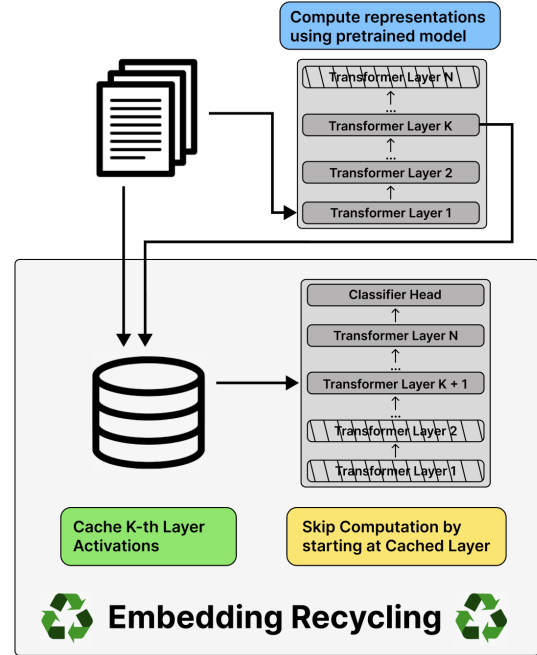 Compute representations
using pretrained model
Transformer Layer N
...
Transformer Layer K
...
Transformer Layer 2
Transformer Layer 1
Classifier Head
Transformer Layer N
...
Transformer Layer K + 1
...
Transformer Layer 2
Transformer Layer 1
Cache K-th Layer
Activations
Skip Computation by
starting at Cached Layer
Embedding Recycling